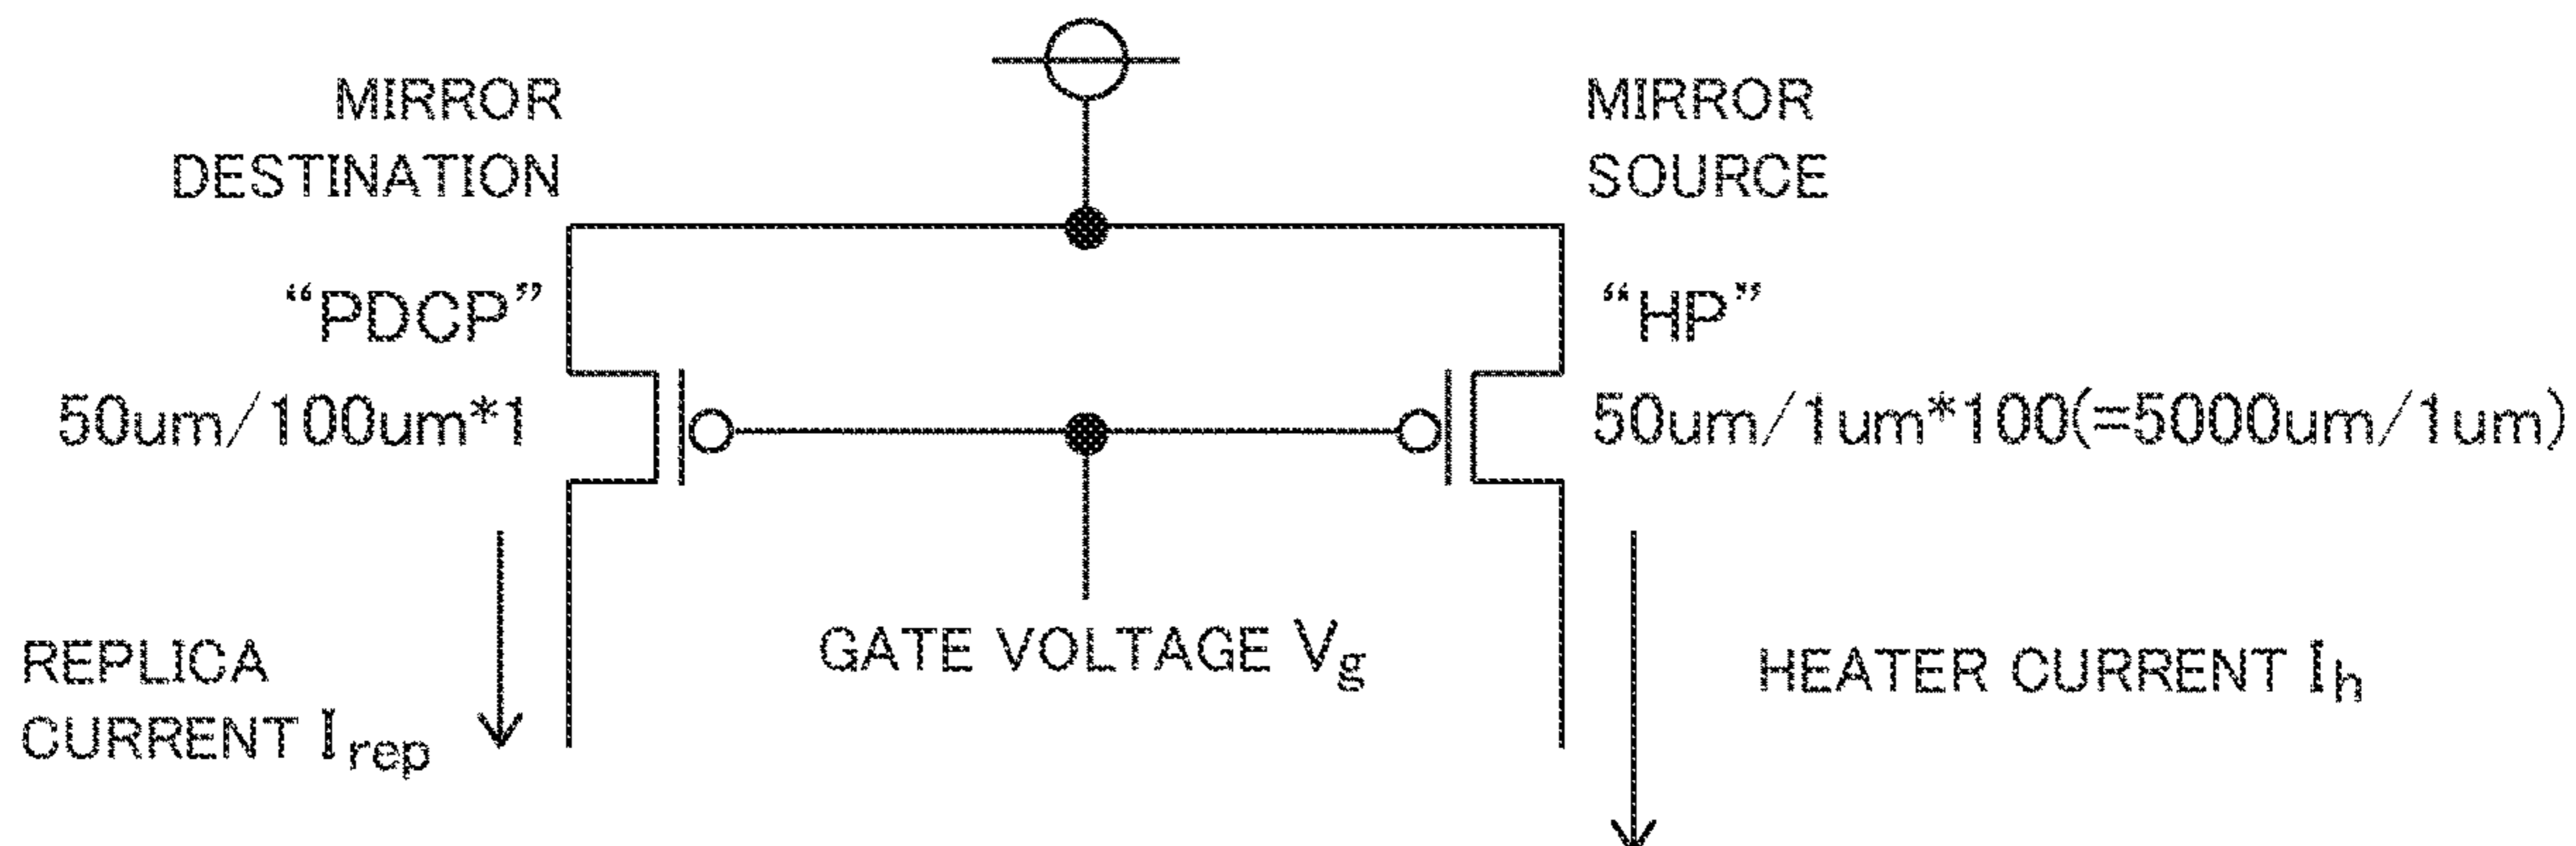 MIRROR
DESTINATION
MIRROR
SOURCE
“PDCP”
50um/100um*1
“HP”
50um/1um*100(=5000um/1um)
REPLICA
CURRENT Irep
GATE VOLTAGE Vg
HEATER CURRENT Ih